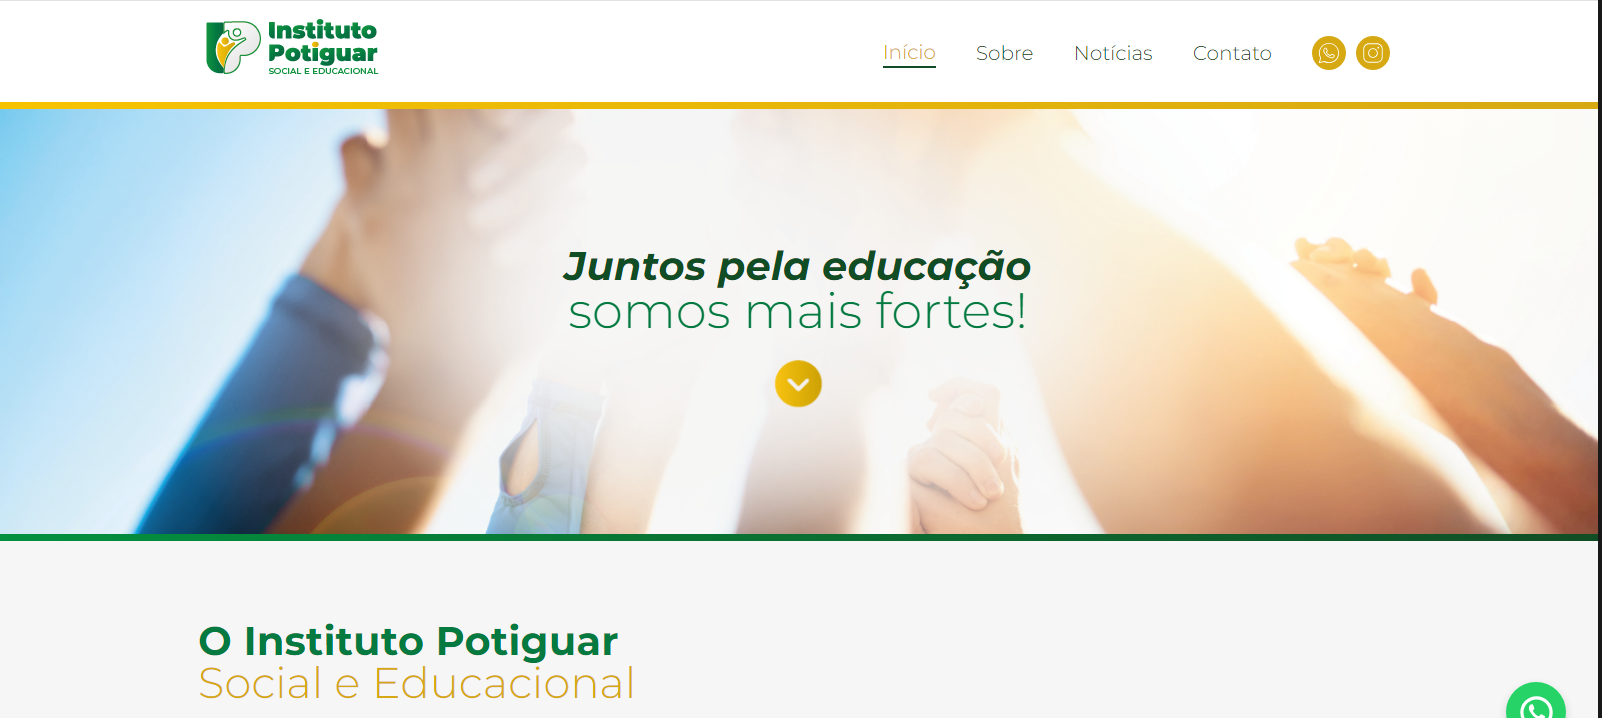 Instituto
Potiguar
SOCIAL E EDUCACIONAL
Início Sobre Notícias Contato
Juntos pela educação
somos mais fortes!
O Instituto Potiguar
Social e Educacional